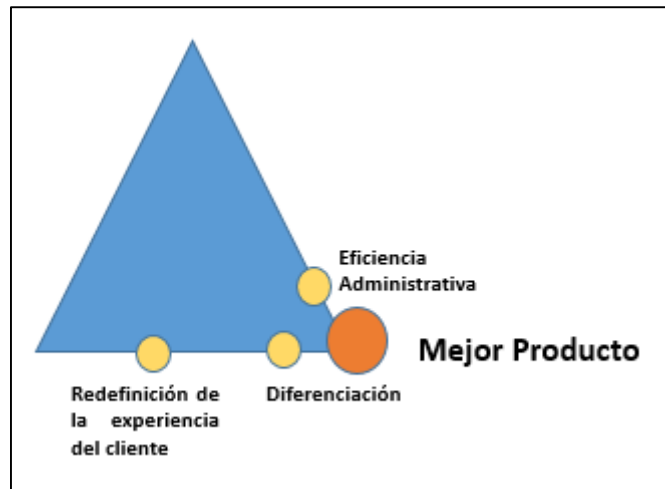 Eficiencia
Administrativa
Mejor Producto
Redefinición de
la experiencia
del cliente
Diferenciación